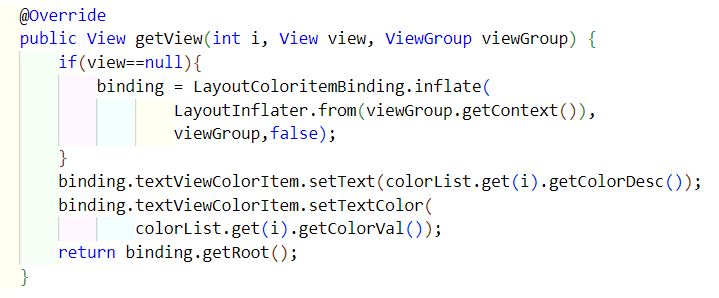 @Override
public View getView(int i, View view, ViewGroup viewGroup) {
    if(view==null){
        binding = LayoutColoritemBinding.inflate(
                LayoutInflater.from(viewGroup.getContext()),
                viewGroup,false);
    }
    binding.textViewColorItem.setText(colorList.get(i).getColorDesc());
    binding.textViewColorItem.setTextColor(
            colorList.get(i).getColorVal());
    return binding.getRoot();
}